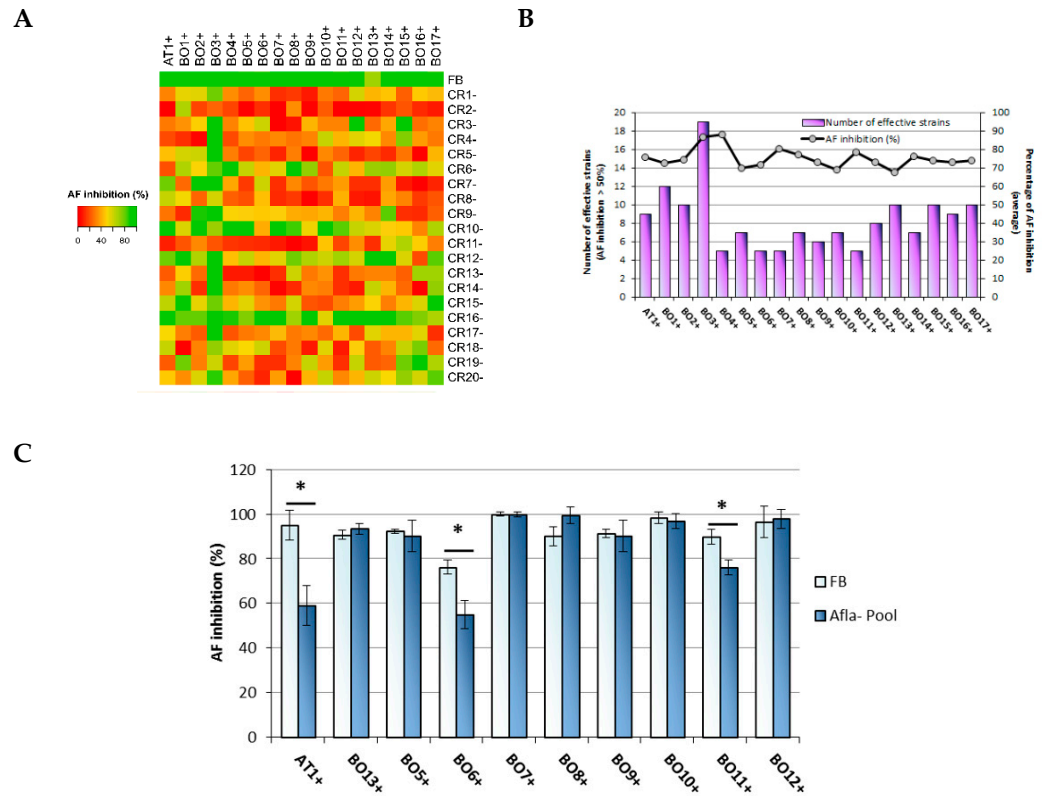 A
AT1+ BO1+ BO2+ BO3+ BO4+ BO5+ BO6+ BO7+ BO8+ BO9+ BO10+ BO11+ BO12+ BO13+ BO14+ BO15+ BO16+ BO17+
FB
CR1-
CR2-
CR3-
CR4-
CR5-
CR6-
CR7-
CR8-
CR9-
CR10-
CR11-
CR12-
CR13-
CR14-
CR15-
CR16-
CR17-
CR18-
CR19-
CR20-
AF inhibition (%)
0 40 80
B
Number of effective strains
AF inhibition (%)
Number of effective strains
(AF inhibition > 50%)
20
18
16
14
12
10
8
6
4
2
0
100
90
80
70
60
50
40
30
20
10
0
Percentage of AF inhibition
(average)
AT1+ BO1+ BO2+ BO3+ BO4+ BO5+ BO6+ BO7+ BO8+ BO9+ BO10+ BO11+ BO12+ BO13+ BO14+ BO15+ BO16+ BO17+
C
AF inhibition (%)
120
100
80
60
40
20
0
*
*
*
FB
Afla- Pool
AT1+ BO13+ BO5+ BO6+ BO7+ BO8+ BO9+ BO10+ BO11+ BO12+